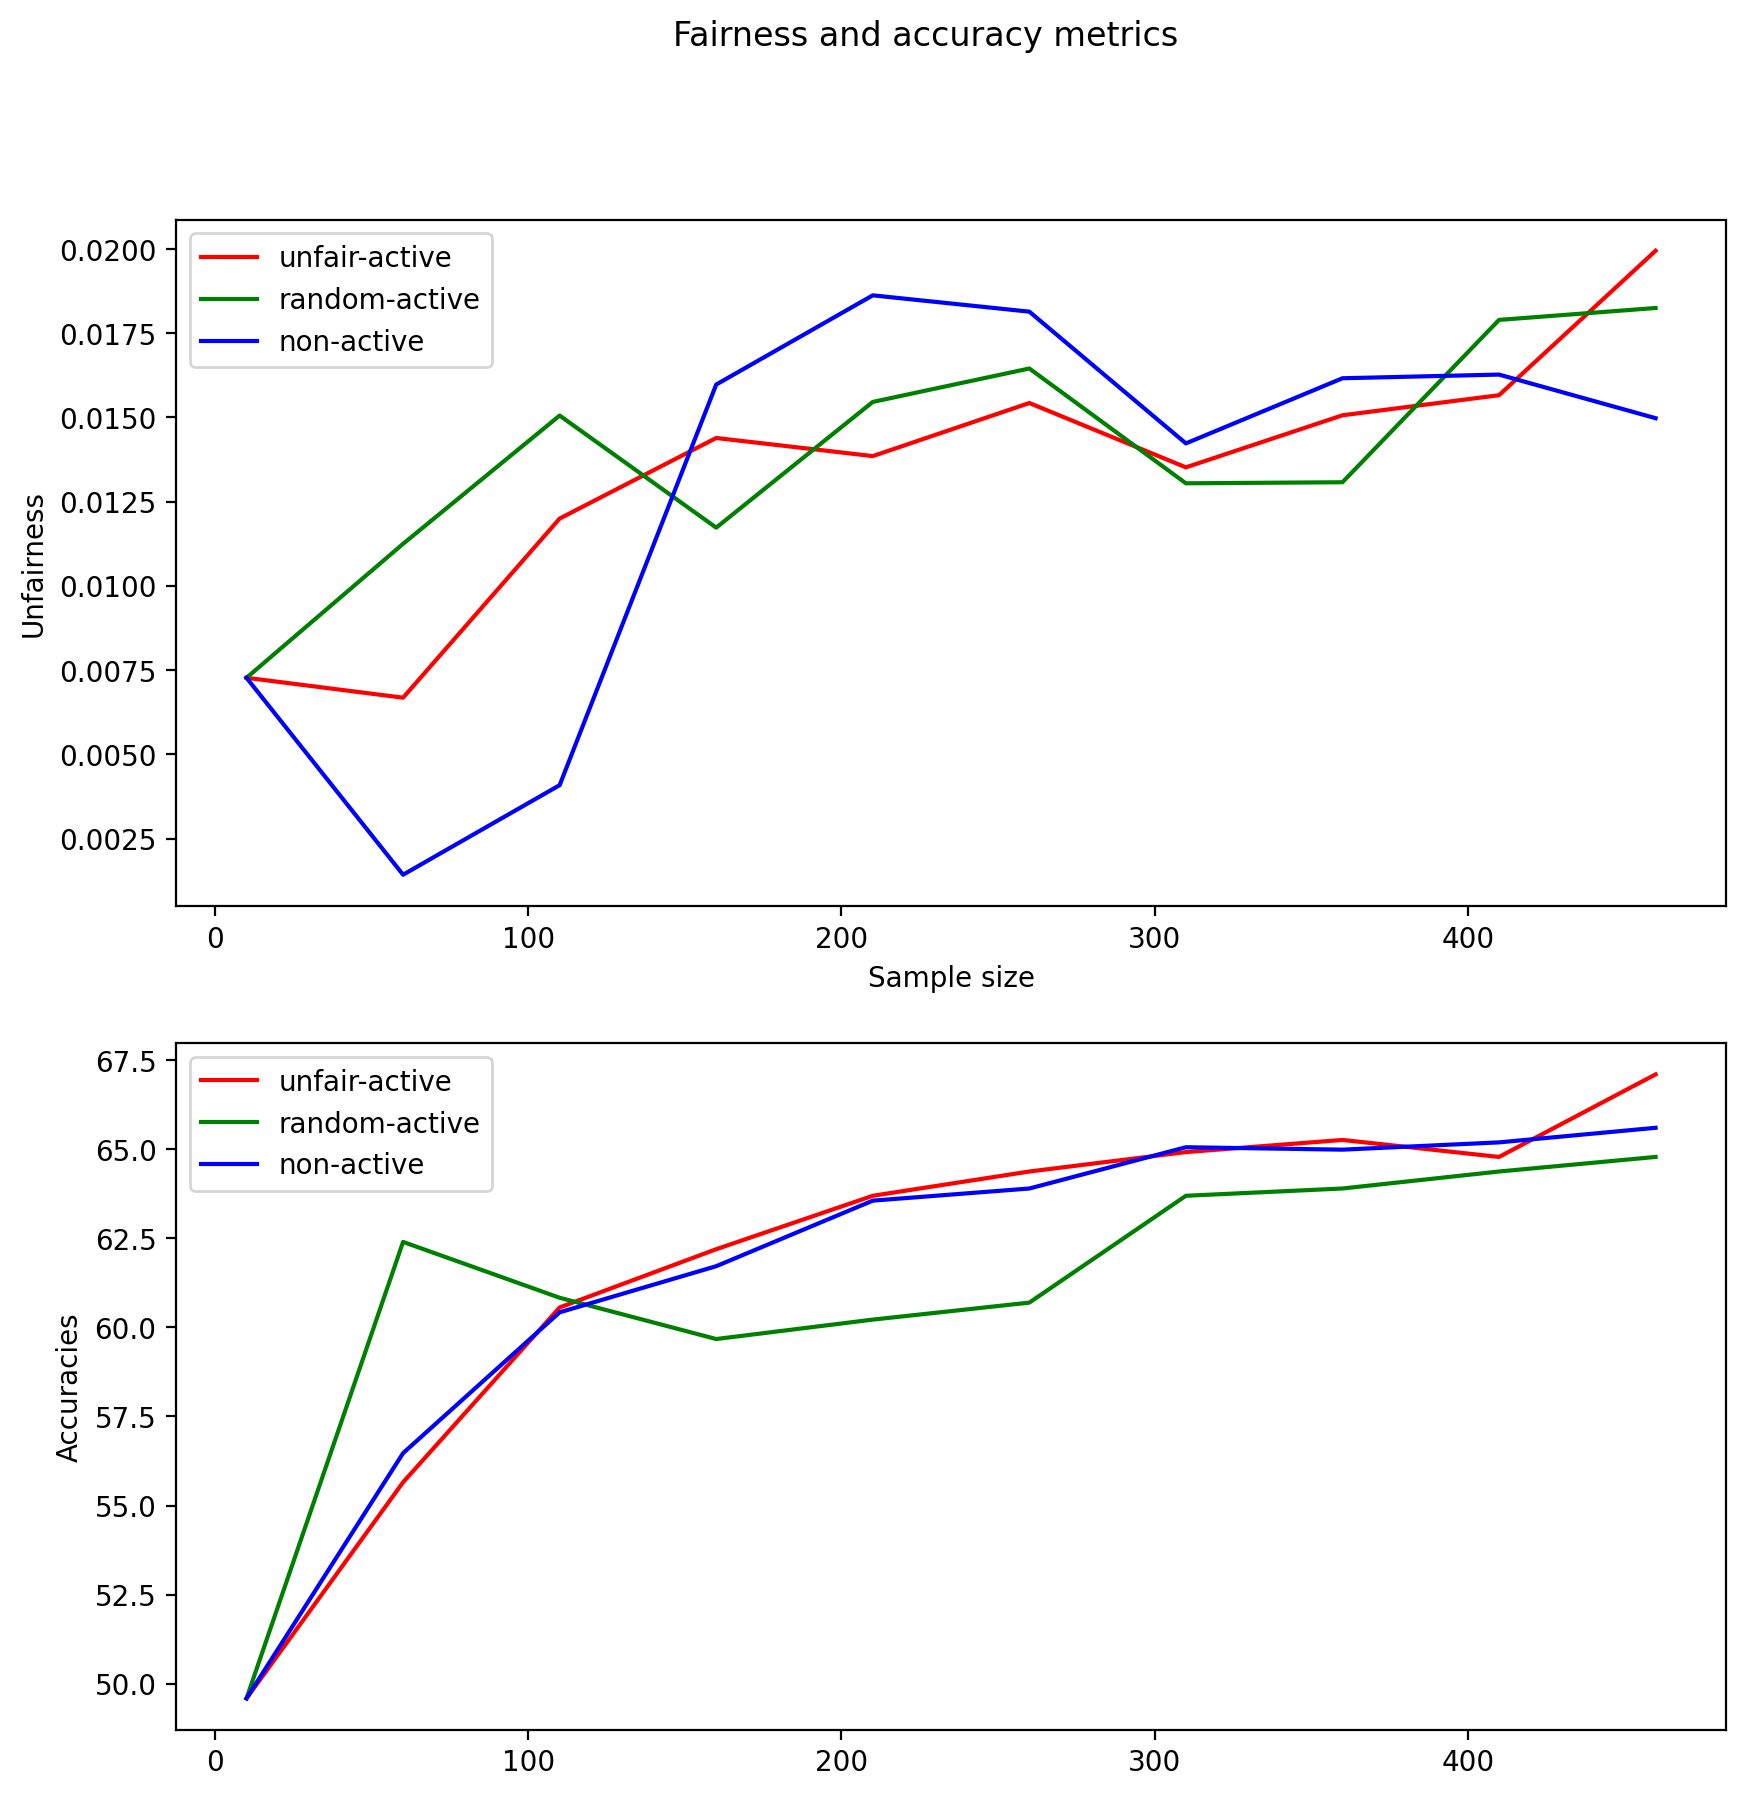 Fairness and accuracy metrics
0.0200
0.0175
0.0150
0.0125
0.0100
0.0075
0.0050
0.0025
Unfairness
unfair-active
random-active
non-active
0 100 200 300 400
Sample size
67.5
65.0
62.5
60.0
57.5
55.0
52.5
50.0
Accuracies
unfair-active
random-active
non-active
0 100 200 300 400